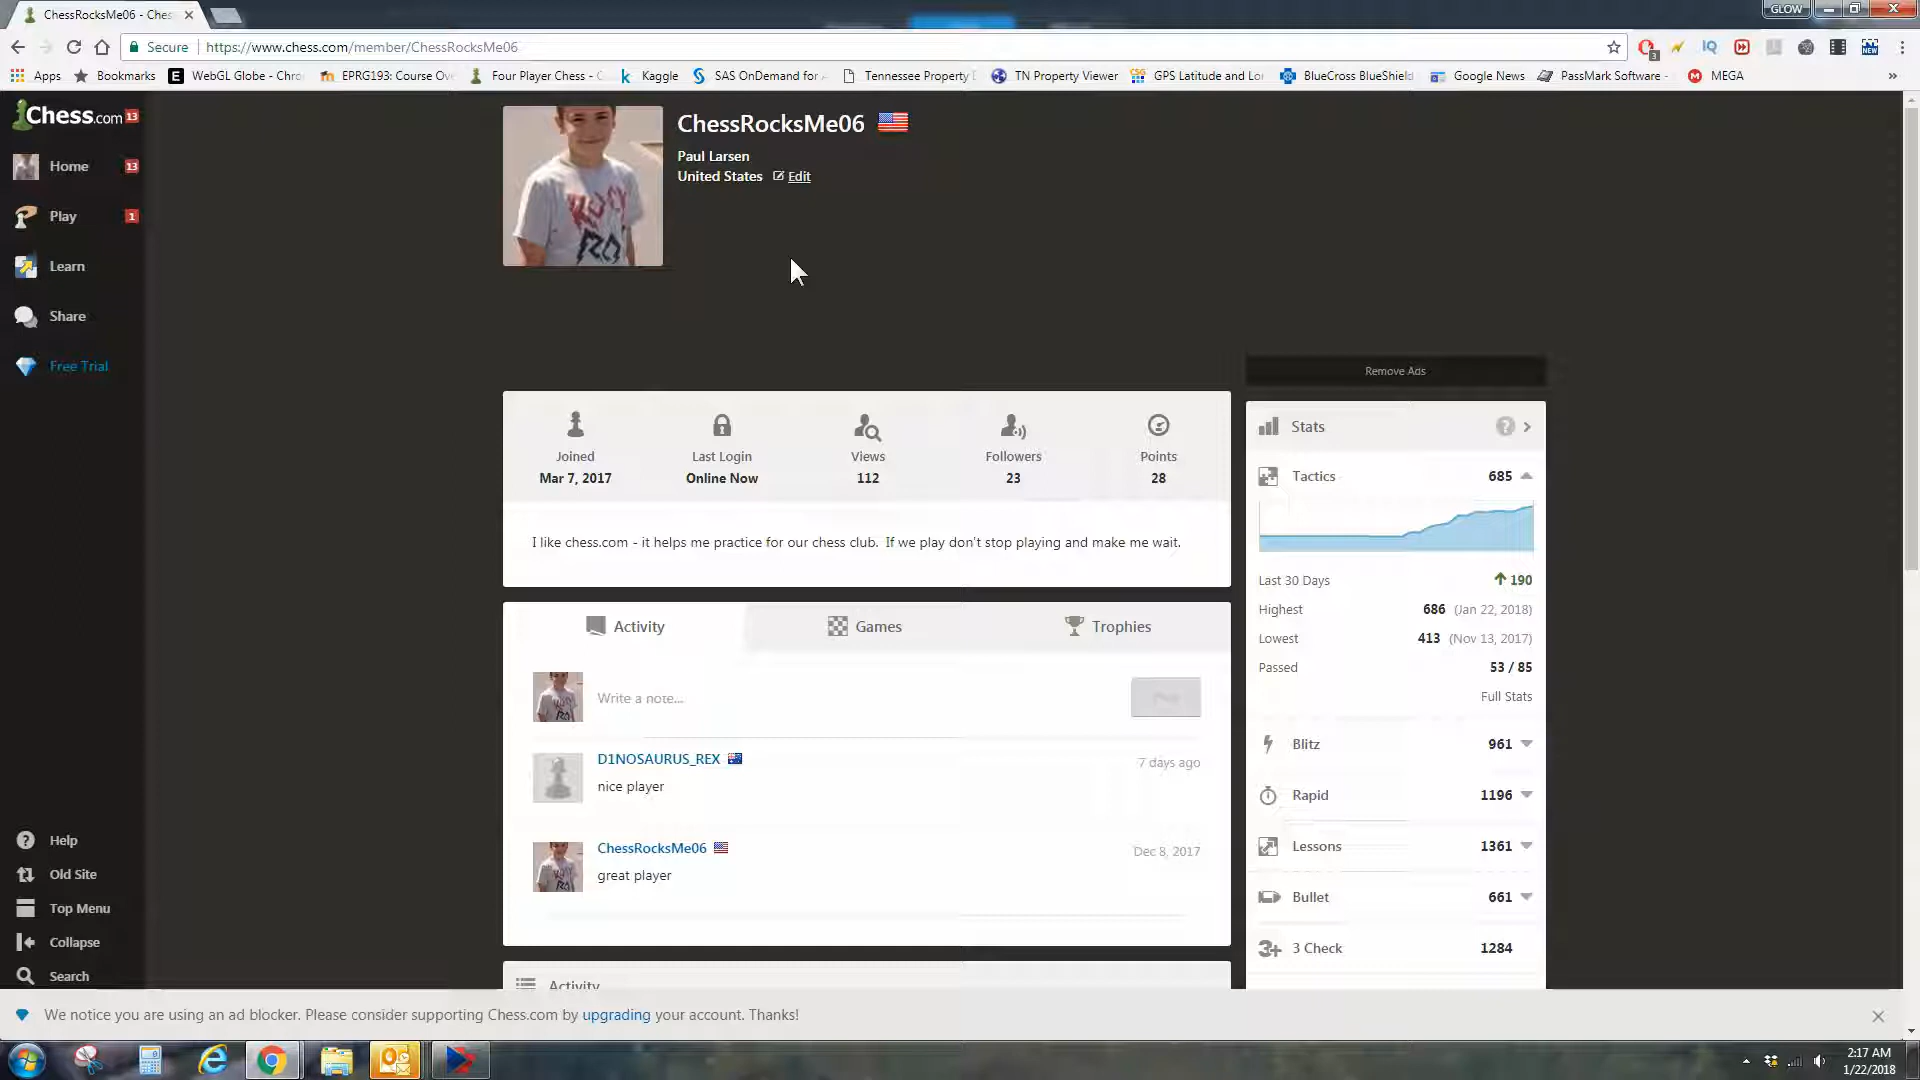 ChessRocksMe06 - Ches
GLOW
Secure https://www.chess.com/member/ChessRocksMe06
3
IQ
NEW
Apps Bookmarks WebGL Globe - Chro EPRG193: Course Ov Four Player Chess - C Kaggle SAS OnDemand for Tennessee Property TN Property Viewer GPS Latitude and Lo BlueCross BlueShield Google News PassMark Software - MEGA »
Chess.com 13
Home 13
Play 1
Learn
Share
Free Trial
ChessRocksMe06
Paul Larsen
United States Edit
Remove Ads
Joined
Mar 7, 2017
Last Login
Online Now
Views
112
Followers
23
Points
28
I like chess.com - it helps me practice for our chess club. If we play don't stop playing and make me wait.
Activity Games Trophies
Write a note...
D1NOSAURUS_REX 7 days ago
nice player
ChessRocksMe06 Dec 8, 2017
great player
Activity
Stats ?
Tactics 685
Last 30 Days 190
Highest 686 (Jan 22, 2018)
Lowest 413 (Nov 13, 2017)
Passed 53 / 85
Full Stats
Blitz 961
Rapid 1196
Lessons 1361
Bullet 661
3+ 3 Check 1284
Help
Old Site
Top Menu
Collapse
Search
We notice you are using an ad blocker. Please consider supporting Chess.com by upgrading your account. Thanks!
2:17 AM
1/22/2018